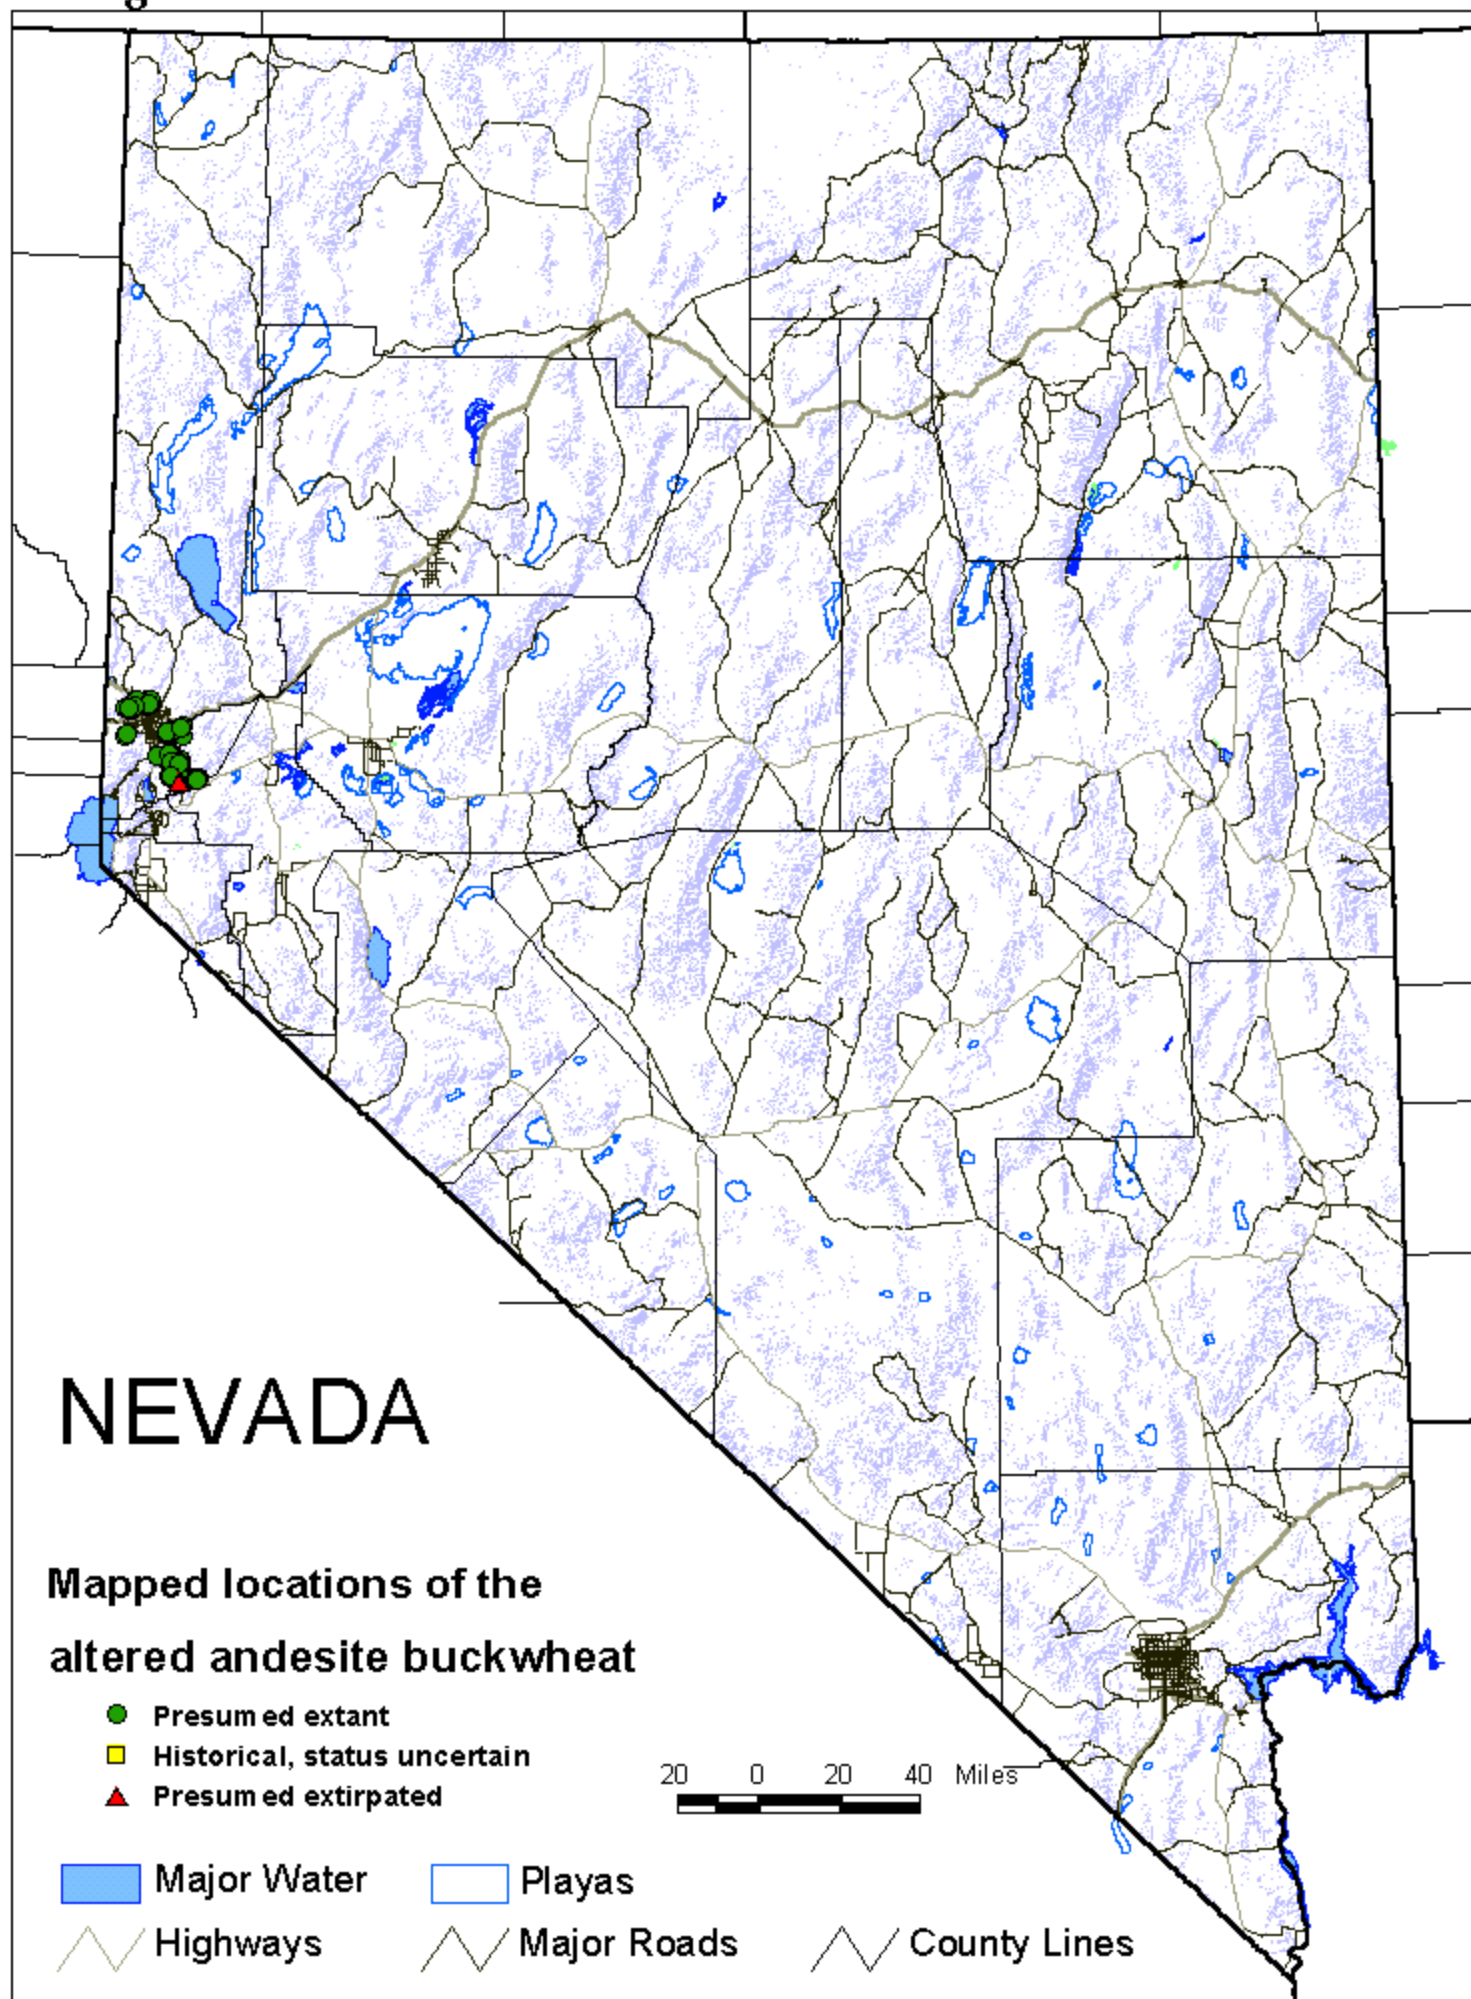 NEVADA
Mapped locations of the
altered andesite buckwheat
Presumed extant
Historical, status uncertain
Presumed extirpated
20 0 20 40 Miles
Major Water
Playas
Highways
Major Roads
County Lines